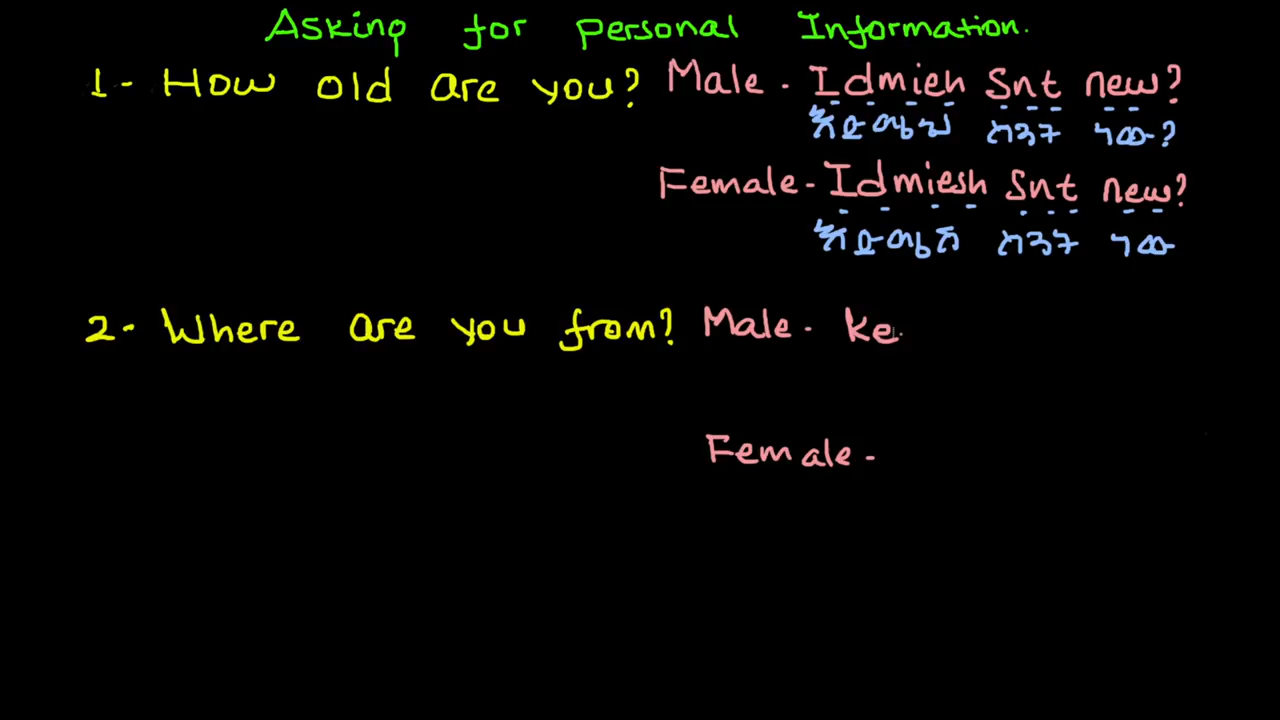 Asking for personal Information.
1- How old are you? Male - Idmieh Snt new?
እድሜህ ስንት ነው?
Female - Idmiesh Snt new?
እድሜሽ ስንት ነው
2- Where are you from? Male - ke
Female -